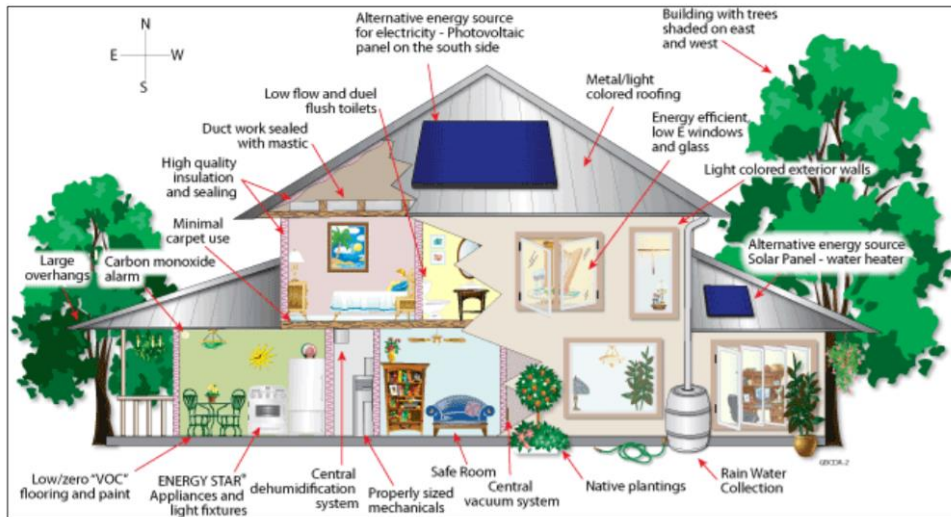 N
E
W
S
Alternative energy source
for electricity - Photovoltaic
panel on the south side
Building with trees
shaded on east
and west
Low flow and duel
flush toilets
Metal/light
colored roofing
Duct work sealed
with mastic
Energy efficient,
low E windows
and glass
High quality
insulation
and sealing
Light colored exterior walls
Minimal
carpet use
Large
overhangs
Carbon monoxide
alarm
Alternative energy source
Solar Panel - water heater
GBCDA-2
Low/zero "VOC"
flooring and paint
ENERGY STAR®
Appliances and
light fixtures
Central
dehumidification
system
Properly sized
mechanicals
Safe Room
Central
vacuum system
Native plantings
Rain Water
Collection